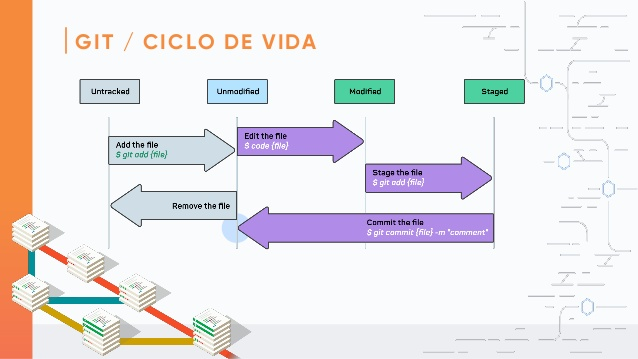 GIT / CICLO DE VIDA
Untracked
Unmodified
Modified
Staged
Add the file
$ git add {file}
Edit the file
$ code {file}
Stage the file
$ git add {file}
Remove the file
Commit the file
$ git commit {file} -m "comment"